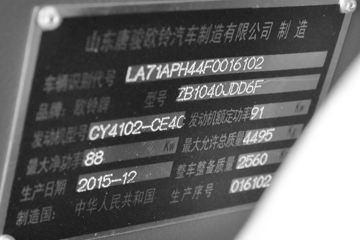 山东唐骏欧铃汽车制造有限公司 制 造
车辆识别代号 LA71APH44F0016102
品牌：欧铃牌 型号 ZB1040JDD6F
发动机型号 CY4102-CE4C 发动机额定功率 91 Kw
最大净功率 88 Kw 最大允许总质量 4495
生产日期 2015-12 整车整备质量 2560
制造国： 中华人民共和国 生产序号 016102